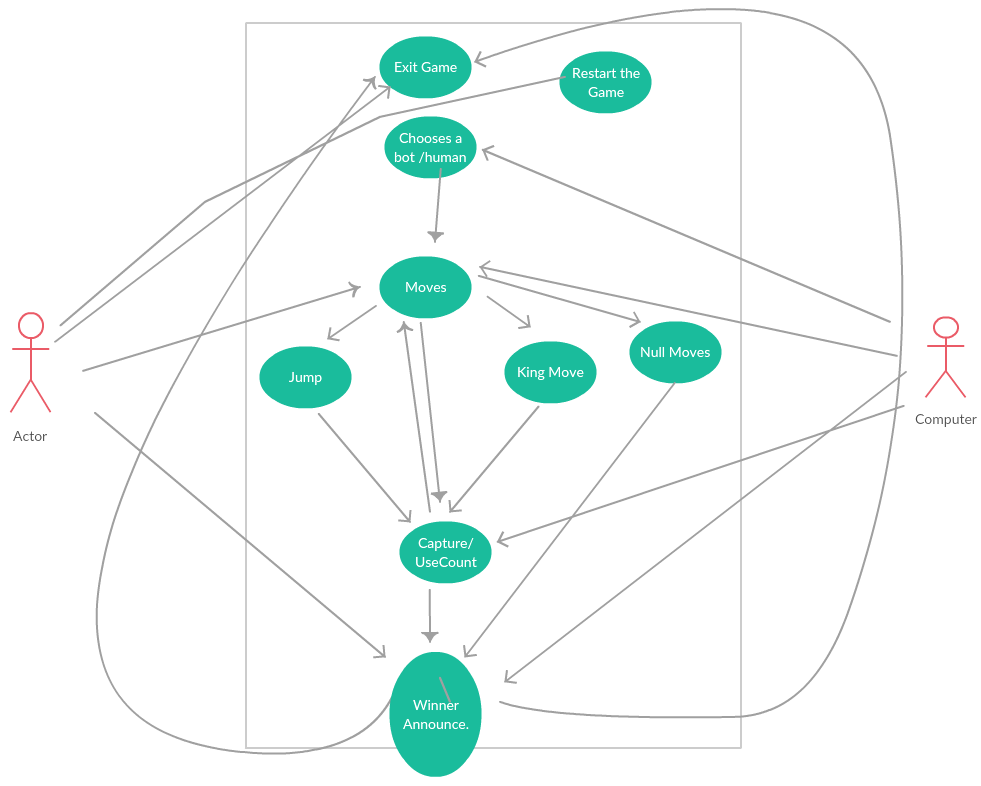 Exit Game
Restart the
Game
Chooses a
bot /human
Moves
Jump
King Move
Null Moves
Actor
Computer
Capture/
UseCount
Winner
Announce.